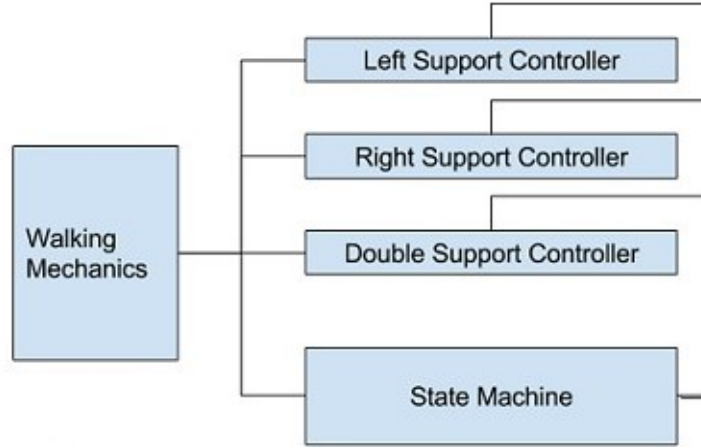 Left Support Controller
Right Support Controller
Walking
Mechanics
Double Support Controller
State Machine